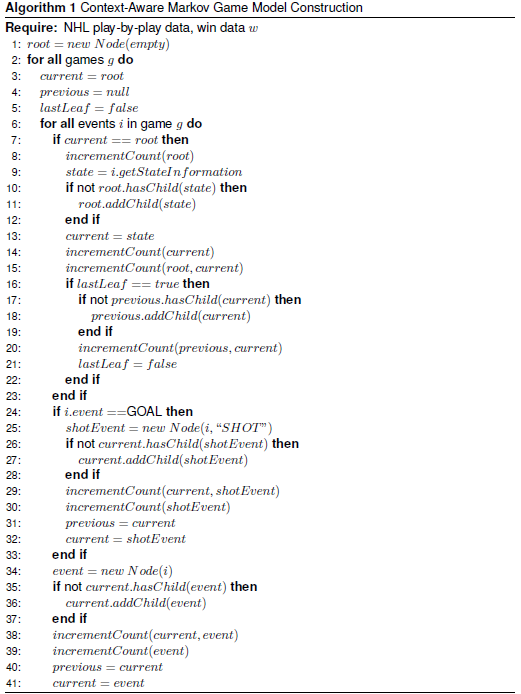 Algorithm 1 Context-Aware Markov Game Model Construction
Require: NHL play-by-play data, win data w
1: root = new Node(empty)
2: for all games g do
3: current = root
4: previous = null
5: lastLeaf = false
6: for all events i in game g do
7: if current == root then
8: incrementCount(root)
9: state = i.getStateInformation
10: if not root.hasChild(state) then
11: root.addChild(state)
12: end if
13: current = state
14: incrementCount(current)
15: incrementCount(root, current)
16: if lastLeaf == true then
17: if not previous.hasChild(current) then
18: previous.addChild(current)
19: end if
20: incrementCount(previous, current)
21: lastLeaf = false
22: end if
23: end if
24: if i.event ==GOAL then
25: shotEvent = new Node(i, “SHOT”)
26: if not current.hasChild(shotEvent) then
27: current.addChild(shotEvent)
28: end if
29: incrementCount(current, shotEvent)
30: incrementCount(shotEvent)
31: previous = current
32: current = shotEvent
33: end if
34: event = new Node(i)
35: if not current.hasChild(event) then
36: current.addChild(event)
37: end if
38: incrementCount(current, event)
39: incrementCount(event)
40: previous = current
41: current = event